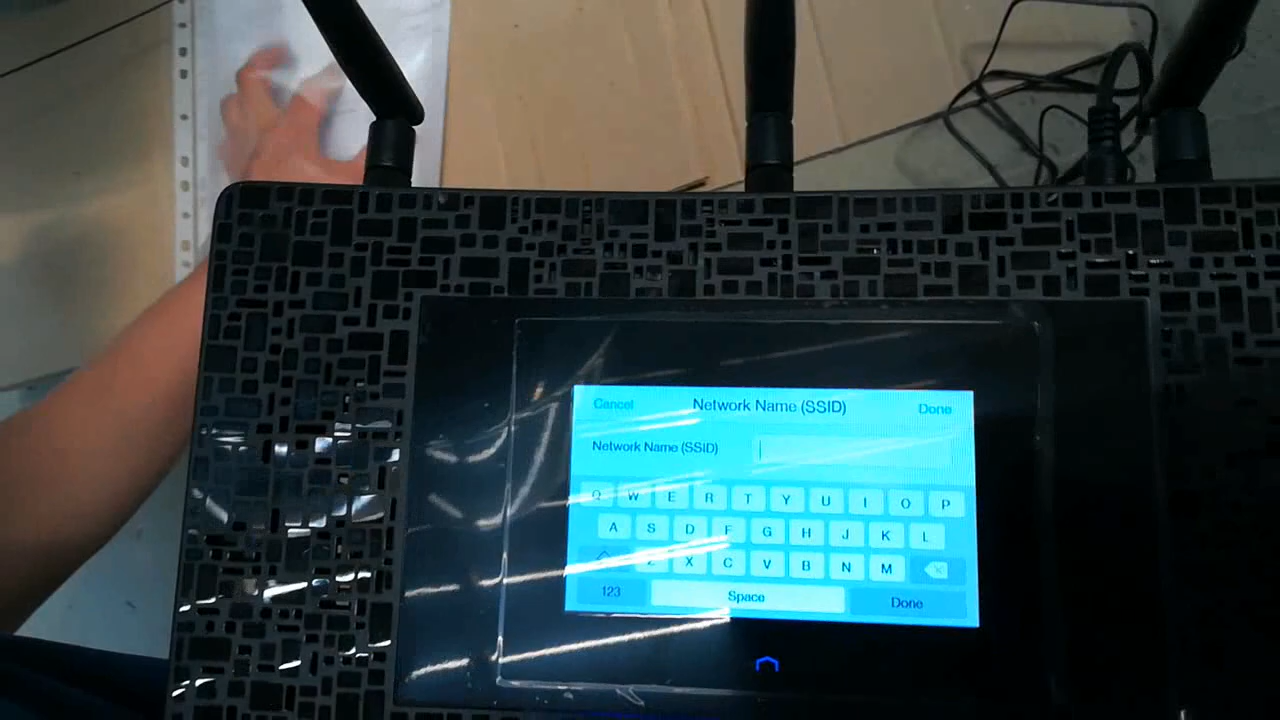 Cancel Network Name (SSID) Done
Network Name (SSID)
Q W E R T Y U I O P
A S D F G H J K L
Z X C V B N M
123 Space Done